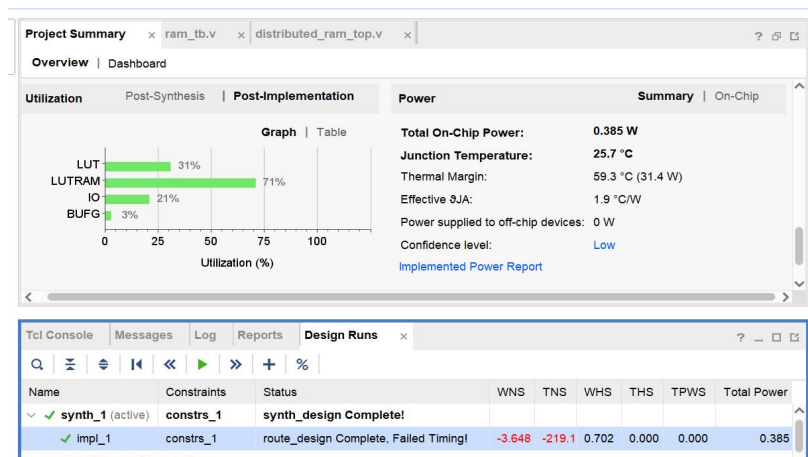 Project Summary × ram_tb.v × distributed_ram_top.v ×
Overview | Dashboard
Utilization Post-Synthesis | Post-Implementation
Graph | Table
LUT 31%
LUTRAM 71%
IO 21%
BUFG 3%
0 25 50 75 100
Utilization (%)
Power Summary | On-Chip
Total On-Chip Power: 0.385 W
Junction Temperature: 25.7 °C
Thermal Margin: 59.3 °C (31.4 W)
Effective ϑJA: 1.9 °C/W
Power supplied to off-chip devices: 0 W
Confidence level: Low
Implemented Power Report
Tcl Console Messages Log Reports Design Runs ×
Name Constraints Status WNS TNS WHS THS TPWS Total Power
synth_1 (active) constrs_1 synth_design Complete!
impl_1 constrs_1 route_design Complete, Failed Timing! -3.648 -219.1 0.702 0.000 0.000 0.385